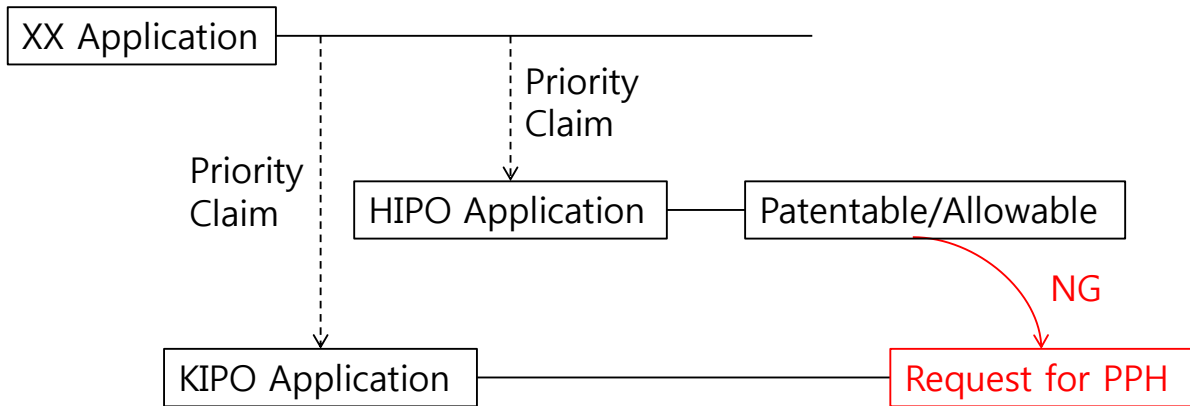 XX Application
Priority
Claim
Priority
Claim
HIPO Application
Patentable/Allowable
NG
KIPO Application
Request for PPH